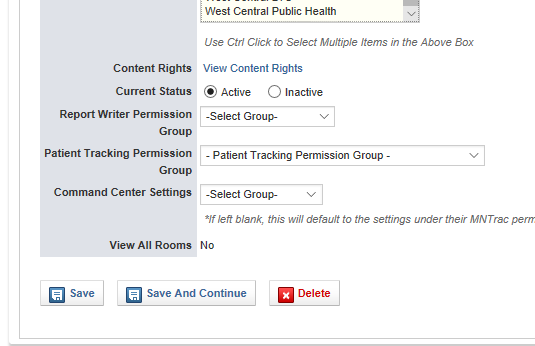 West Central Public Health
Use Ctrl Click to Select Multiple Items in the Above Box
Content Rights View Content Rights
Current Status Active Inactive
Report Writer Permission Group -Select Group-
Patient Tracking Permission Group - Patient Tracking Permission Group -
Command Center Settings -Select Group-
*If left blank, this will default to the settings under their MNTrac perm
View All Rooms No
Save Save And Continue Delete